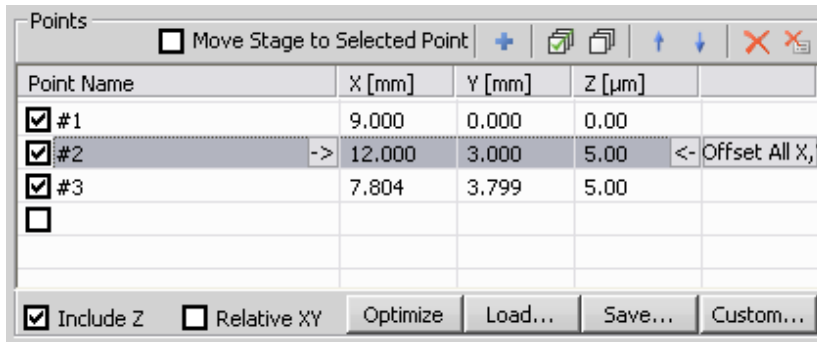 Points
Move Stage to Selected Point
Point Name X [mm] Y [mm] Z [µm]
#1 9.000 0.000 0.00
#2 -> 12.000 3.000 5.00 <- Offset All X,
#3 7.804 3.799 5.00
Include Z Relative XY Optimize Load... Save... Custom...